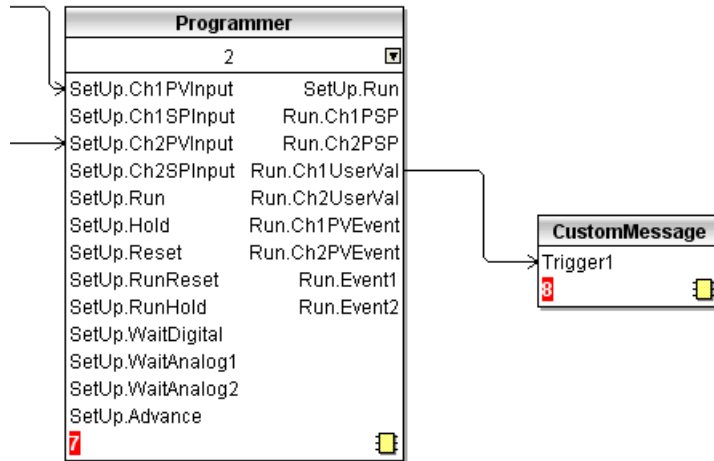 Programmer
2
SetUp.Ch1PVInput SetUp.Run
SetUp.Ch1SPInput Run.Ch1PSP
SetUp.Ch2PVInput Run.Ch2PSP
SetUp.Ch2SPInput Run.Ch1UserVal
SetUp.Run Run.Ch2UserVal
SetUp.Hold Run.Ch1PVEvent
SetUp.Reset Run.Ch2PVEvent
SetUp.RunReset Run.Event1
SetUp.RunHold Run.Event2
SetUp.WaitDigital
SetUp.WaitAnalog1
SetUp.WaitAnalog2
SetUp.Advance
7
CustomMessage
Trigger1
8